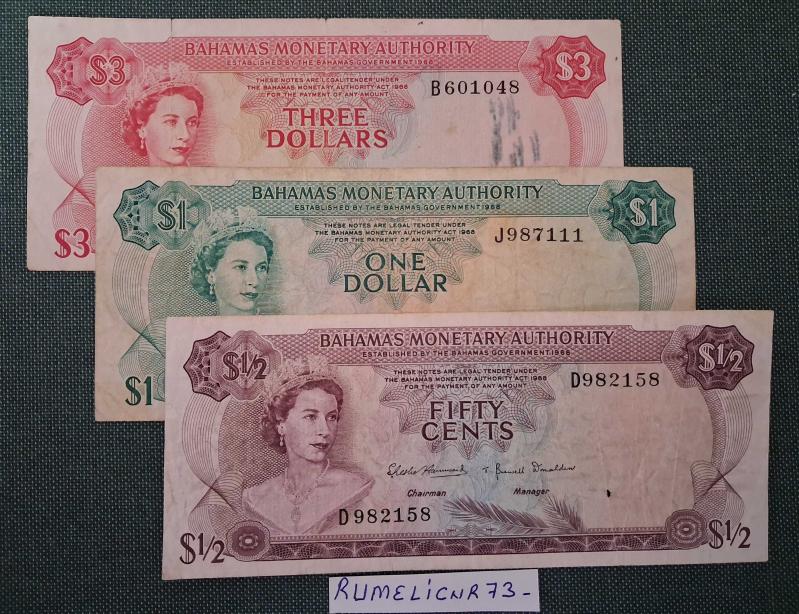 BAHAMAS MONETARY AUTHORITY
ESTABLISHED BY THE BAHAMAS GOVERNMENT 1968
$3 $3
THESE NOTES ARE LEGAL TENDER UNDER
THE BAHAMAS MONETARY AUTHORITY ACT 1968
FOR THE PAYMENT OF ANY AMOUNT
B601048
THREE
DOLLARS
$3
BAHAMAS MONETARY AUTHORITY
ESTABLISHED BY THE BAHAMAS GOVERNMENT 1968
$1 $1
THESE NOTES ARE LEGAL TENDER UNDER
THE BAHAMAS MONETARY AUTHORITY ACT 1968
FOR THE PAYMENT OF ANY AMOUNT
J987111
ONE
DOLLAR
$1
BAHAMAS MONETARY AUTHORITY
ESTABLISHED BY THE BAHAMAS GOVERNMENT 1968
$1/2 $1/2
THESE NOTES ARE LEGAL TENDER UNDER
THE BAHAMAS MONETARY AUTHORITY ACT 1968
FOR THE PAYMENT OF ANY AMOUNT
D982158
FIFTY
CENTS
Chairman Manager
D982158
$1/2 $1/2
RUMELİCNR73-